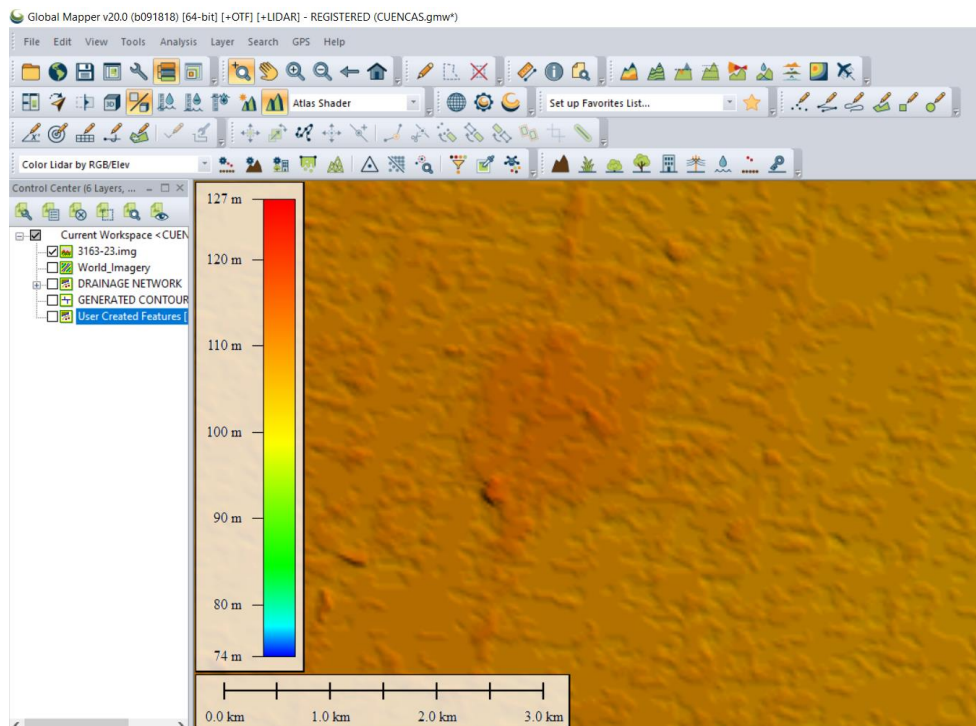 Global Mapper v20.0 (b091818) [64-bit] [+OTF] [+LIDAR] - REGISTERED (CUENCAS.gmw*)
File Edit View Tools Analysis Layer Search GPS Help
Atlas Shader
Set up Favorites List...
Color Lidar by RGB/Elev
Control Center (6 Layers, ...
Current Workspace <CUEN
3163-23.img
World_Imagery
DRAINAGE NETWORK
GENERATED CONTOUR
User Created Features [
127 m
120 m
110 m
100 m
90 m
80 m
74 m
0.0 km 1.0 km 2.0 km 3.0 km